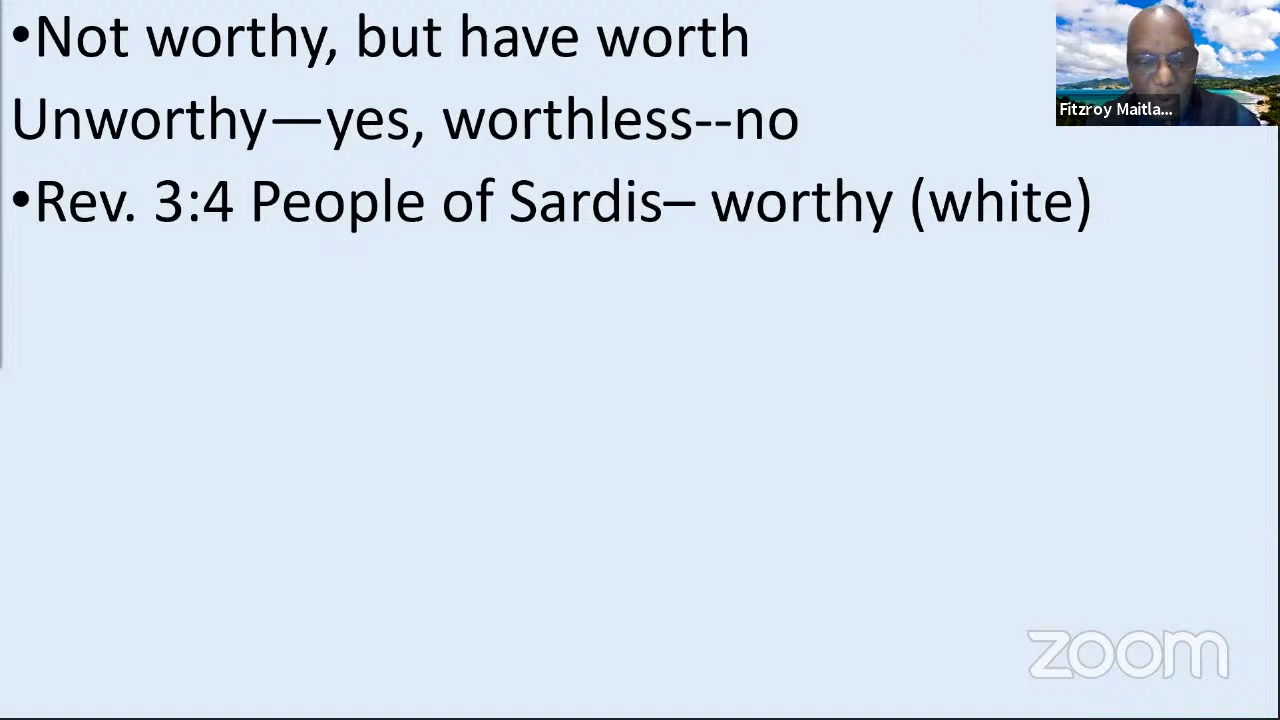 •Not worthy, but have worth
Unworthy—yes, worthless--no
•Rev. 3:4 People of Sardis– worthy (white)
Fitzroy Maitla...
zoom